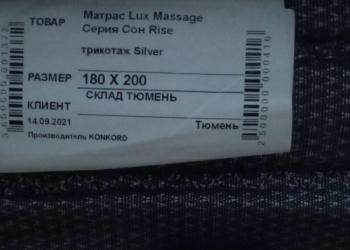 ТОВАР Матрас Lux Massage
Серия Сон Rise
трикотаж Silver
РАЗМЕР 180 X 200
СКЛАД ТЮМЕНЬ
КЛИЕНТ
14.09.2021 Тюмень
Производитель KONKORD
2500000000416